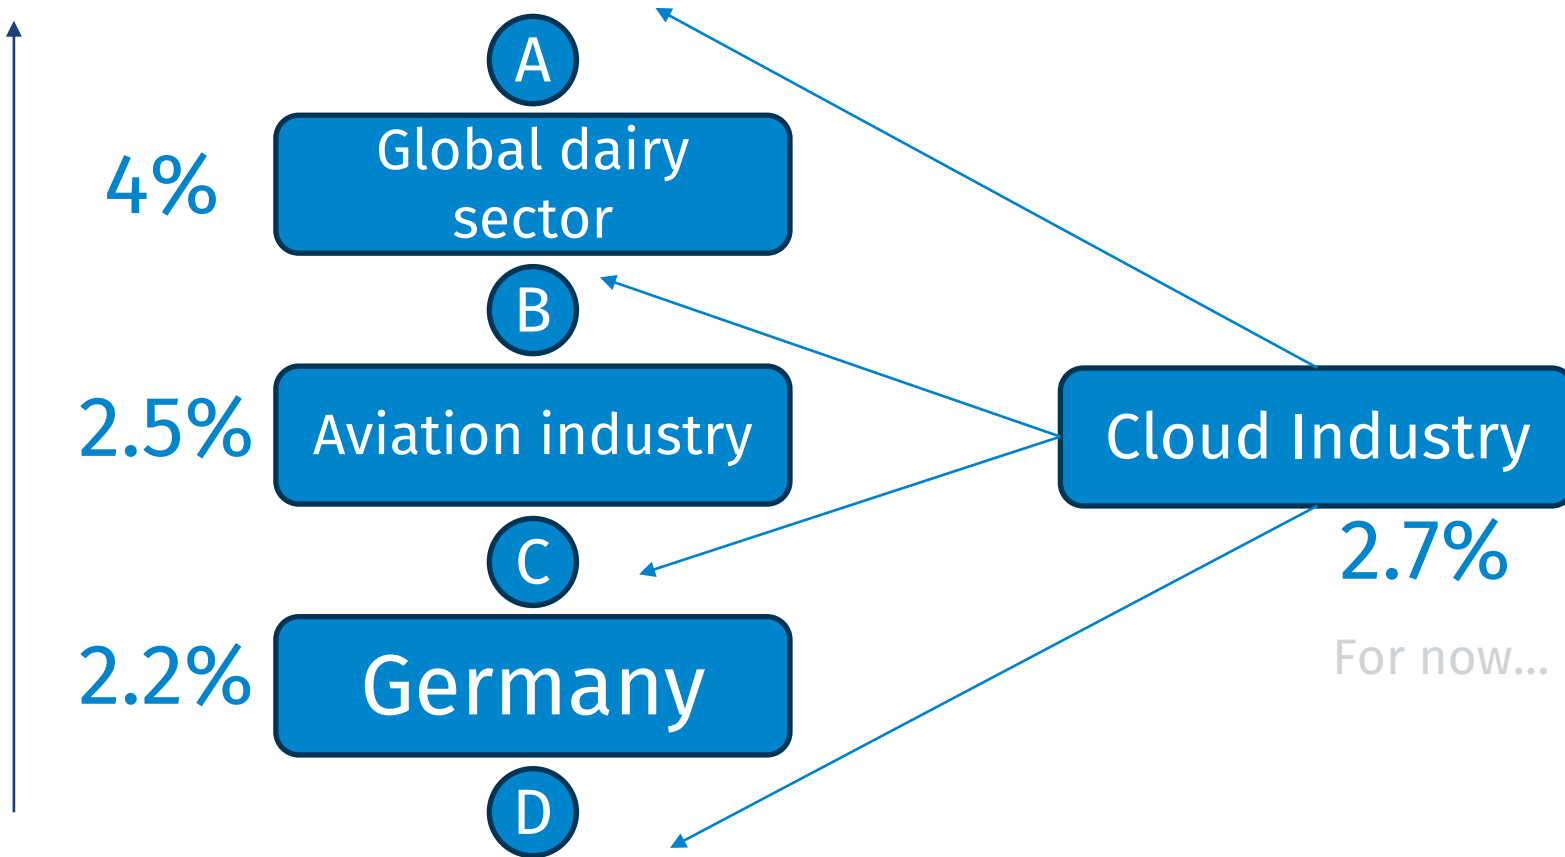 A
Global dairy
sector
4%
B
2.5%
Aviation industry
Cloud Industry
2.7%
C
For now...
2.2%
Germany
D